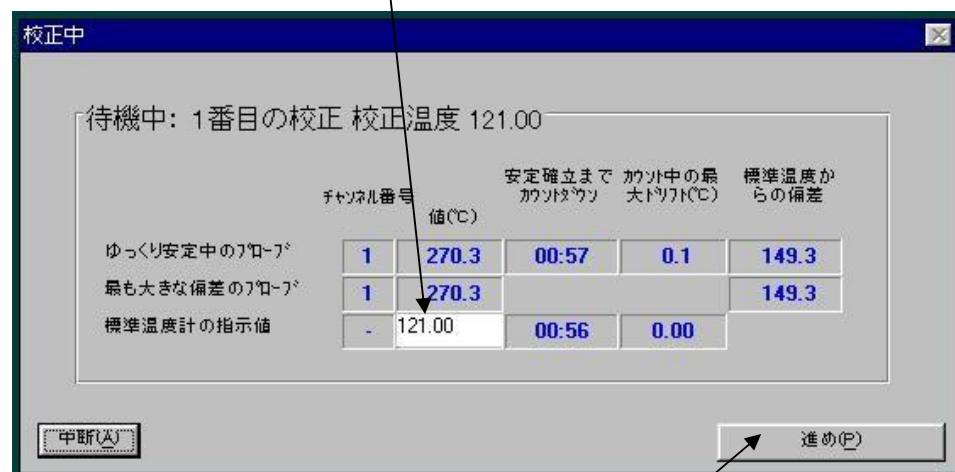 校正中
待機中: 1番目の校正 校正温度 121.00
チャンネル番号 値(℃) 安定確立まで カウントダウン カウント中の最大ドリフト(℃) 標準温度からの偏差
ゆっくり安定中のプローブ 1 270.3 00:57 0.1 149.3
最も大きな偏差のプローブ 1 270.3 149.3
標準温度計の指示値 - 121.00 00:56 0.00
中断(A) 進め(P)